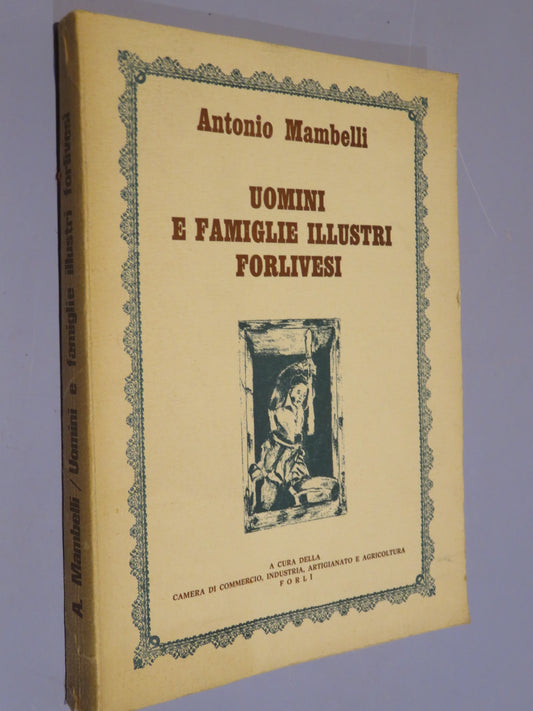 Antonio Mambelli
UOMINI
E FAMIGLIE ILLUSTRI
FORLIVESI
A CURA DELLA
CAMERA DI COMMERCIO, INDUSTRIA, ARTIGIANATO E AGRICOLTURA
FORLI
A. Mambelli / Uomini e famiglie illustri forlivesi